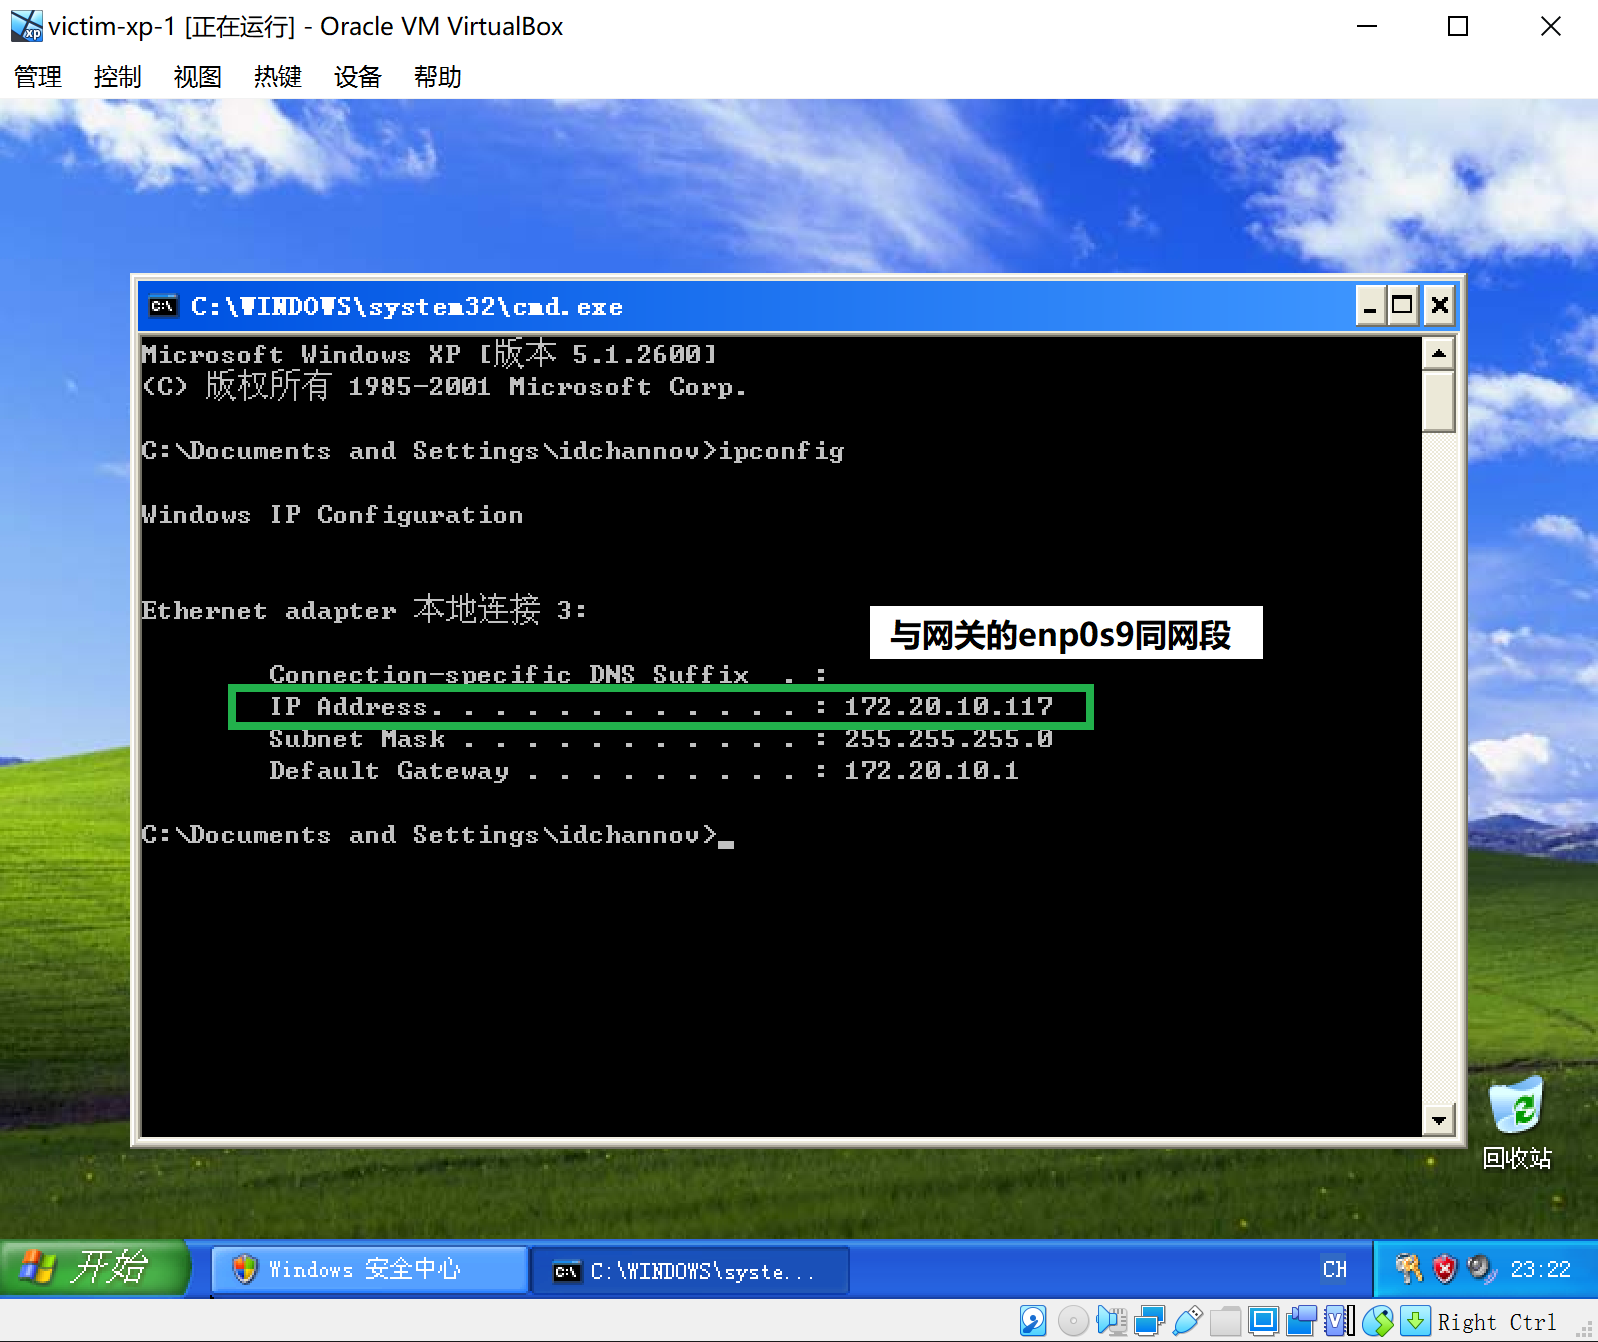 victim-xp-1 [正在运行] - Oracle VM VirtualBox
管理 控制 视图 热键 设备 帮助
C:\WINDOWS\system32\cmd.exe
Microsoft Windows XP [版本 5.1.2600]
(C) 版权所有 1985-2001 Microsoft Corp.
C:\Documents and Settings\idchannov>ipconfig
Windows IP Configuration
Ethernet adapter 本地连接 3:
与网关的enp0s9同网段
Connection-specific DNS Suffix  . :
IP Address. . . . . . . . . . . . : 172.20.10.117
Subnet Mask . . . . . . . . . . . : 255.255.255.0
Default Gateway . . . . . . . . . : 172.20.10.1
C:\Documents and Settings\idchannov>_
回收站
开始 Windows 安全中心 C:\WINDOWS\syste... CH 23:22
Right Ctrl